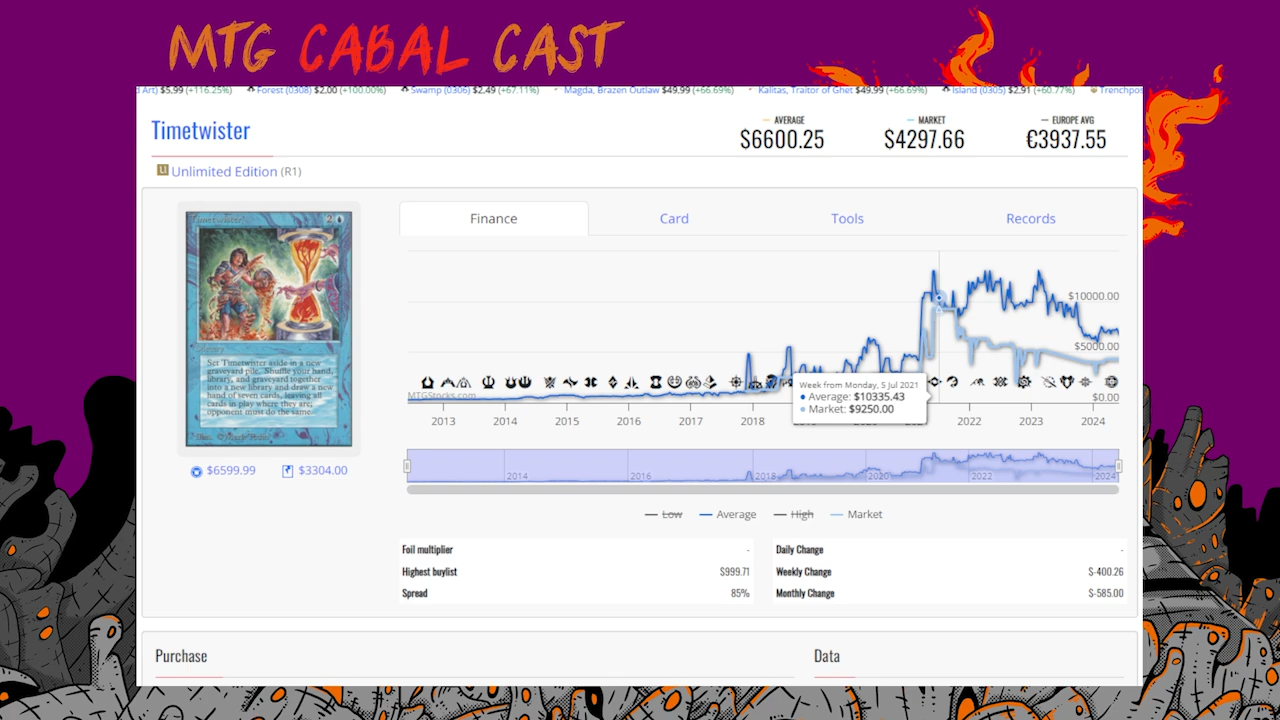 MTG CABAL CAST
d Art) $5.99 (+116.25%) Forest (0308) $2.00 (+100.00%) Swamp (0306) $2.49 (+67.11%) Magda, Brazen Outlaw $49.99 (+66.69%) Kalitas, Traitor of Ghet $49.99 (+66.69%) Island (0305) $2.91 (+60.77%) Trenchpos
Timetwister
AVERAGE MARKET EUROPE AVG
$6600.25 $4297.66 €3937.55
Unlimited Edition (R1)
Finance Card Tools Records
Timetwister 2
Set Timetwister aside in a new
graveyard pile. Shuffle your hand,
library, and graveyard together
into a new library and draw a new
hand of seven cards, leaving all
cards in play where they are;
opponent must do the same.
$10000.00
$5000.00
$0.00
MTGStocks.com
Week from Monday, 5 Jul 2021
Average: $10335.43
Market: $9250.00
2013 2014 2015 2016 2017 2018 2022 2023 2024
$6599.99 $3304.00
2014 2016 2018 2020 2022 2024
Low Average High Market
Foil multiplier - Daily Change -
Highest buylist $999.71 Weekly Change $-400.26
Spread 85% Monthly Change $-585.00
Purchase Data